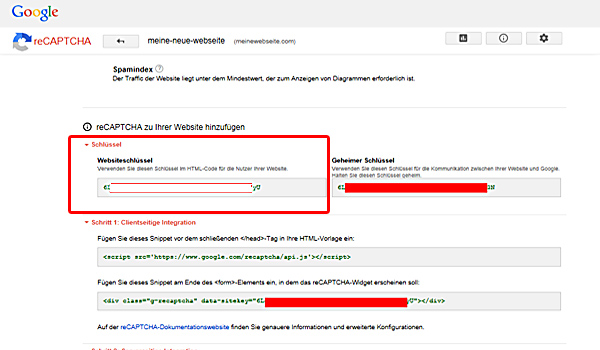 Google
reCAPTCHA meine-neue-webseite (meinewebseite.com)
Spamindex
Der Traffic der Website liegt unter dem Mindestwert, der zum Anzeigen von Diagrammen erforderlich ist.
reCAPTCHA zu Ihrer Website hinzufügen
Schlüssel
Websiteschlüssel
Verwenden Sie diesen Schlüssel im HTML-Code für die Nutzer Ihrer Website.
6L yU
Geheimer Schlüssel
Verwenden Sie diesen Schlüssel für die Kommunikation zwischen Ihrer Website und Google.
Halten Sie diesen Schlüssel geheim.
6L
Schritt 1: Clientseitige Integration
Fügen Sie dieses Snippet vor dem schließenden </head>-Tag in Ihre HTML-Vorlage ein:
<script src='https://www.google.com/recaptcha/api.js'></script>
Fügen Sie dieses Snippet am Ende des <form>-Elements ein, in dem das reCAPTCHA-Widget erscheinen soll:
<div class="g-recaptcha" data-sitekey="6L yU"></div>
Auf der reCAPTCHA-Dokumentationswebsite finden Sie genauere Informationen und erweiterte Konfigurationen.